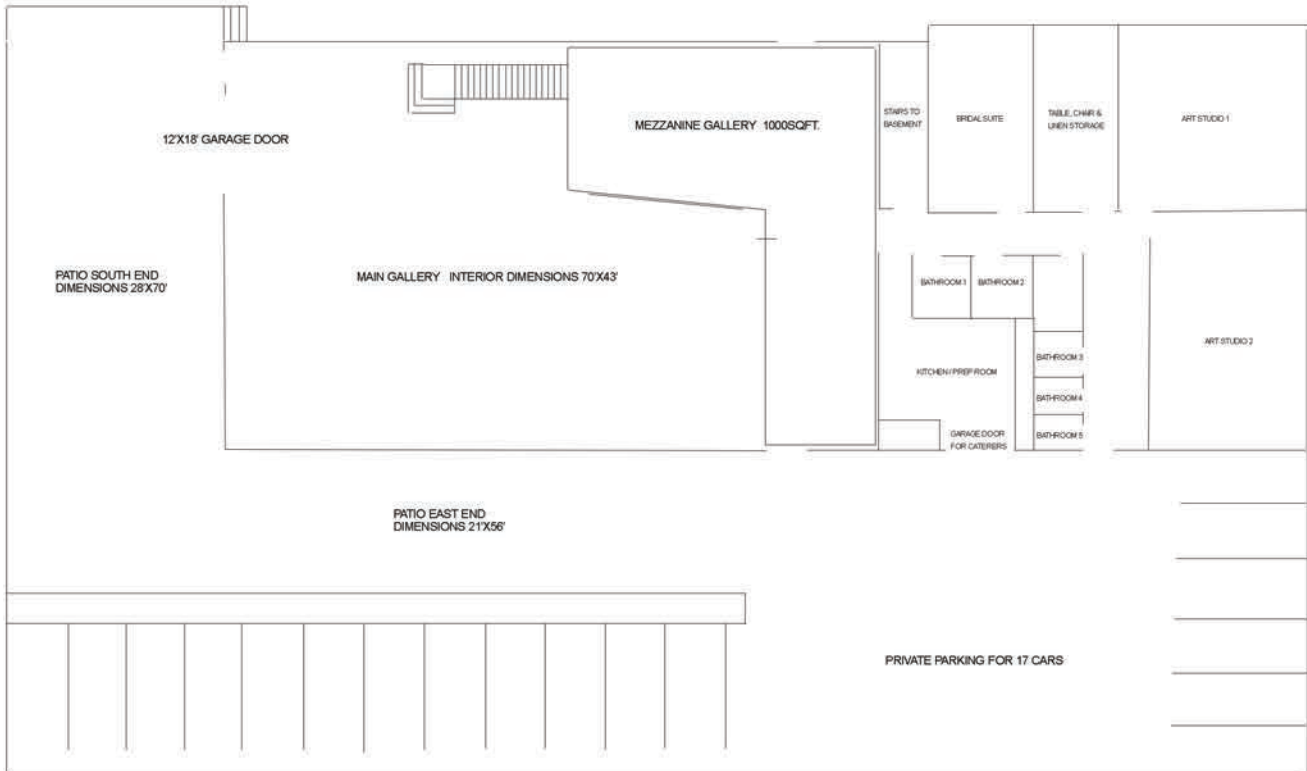 12'X18' GARAGE DOOR
MEZZANINE GALLERY 1000SQFT.
STAIRS TO
BASEMENT
BRIDAL SUITE
TABLE, CHAIR &
LINEN STORAGE
ART STUDIO 1
PATIO SOUTH END
DIMENSIONS 28'X70'
MAIN GALLERY INTERIOR DIMENSIONS 70'X43'
BATHROOM 1
BATHROOM 2
ART STUDIO 2
BATHROOM 3
KITCHEN / PREP ROOM
BATHROOM 4
GARAGE DOOR
FOR CATERERS
BATHROOM 5
PATIO EAST END
DIMENSIONS 21'X56'
PRIVATE PARKING FOR 17 CARS